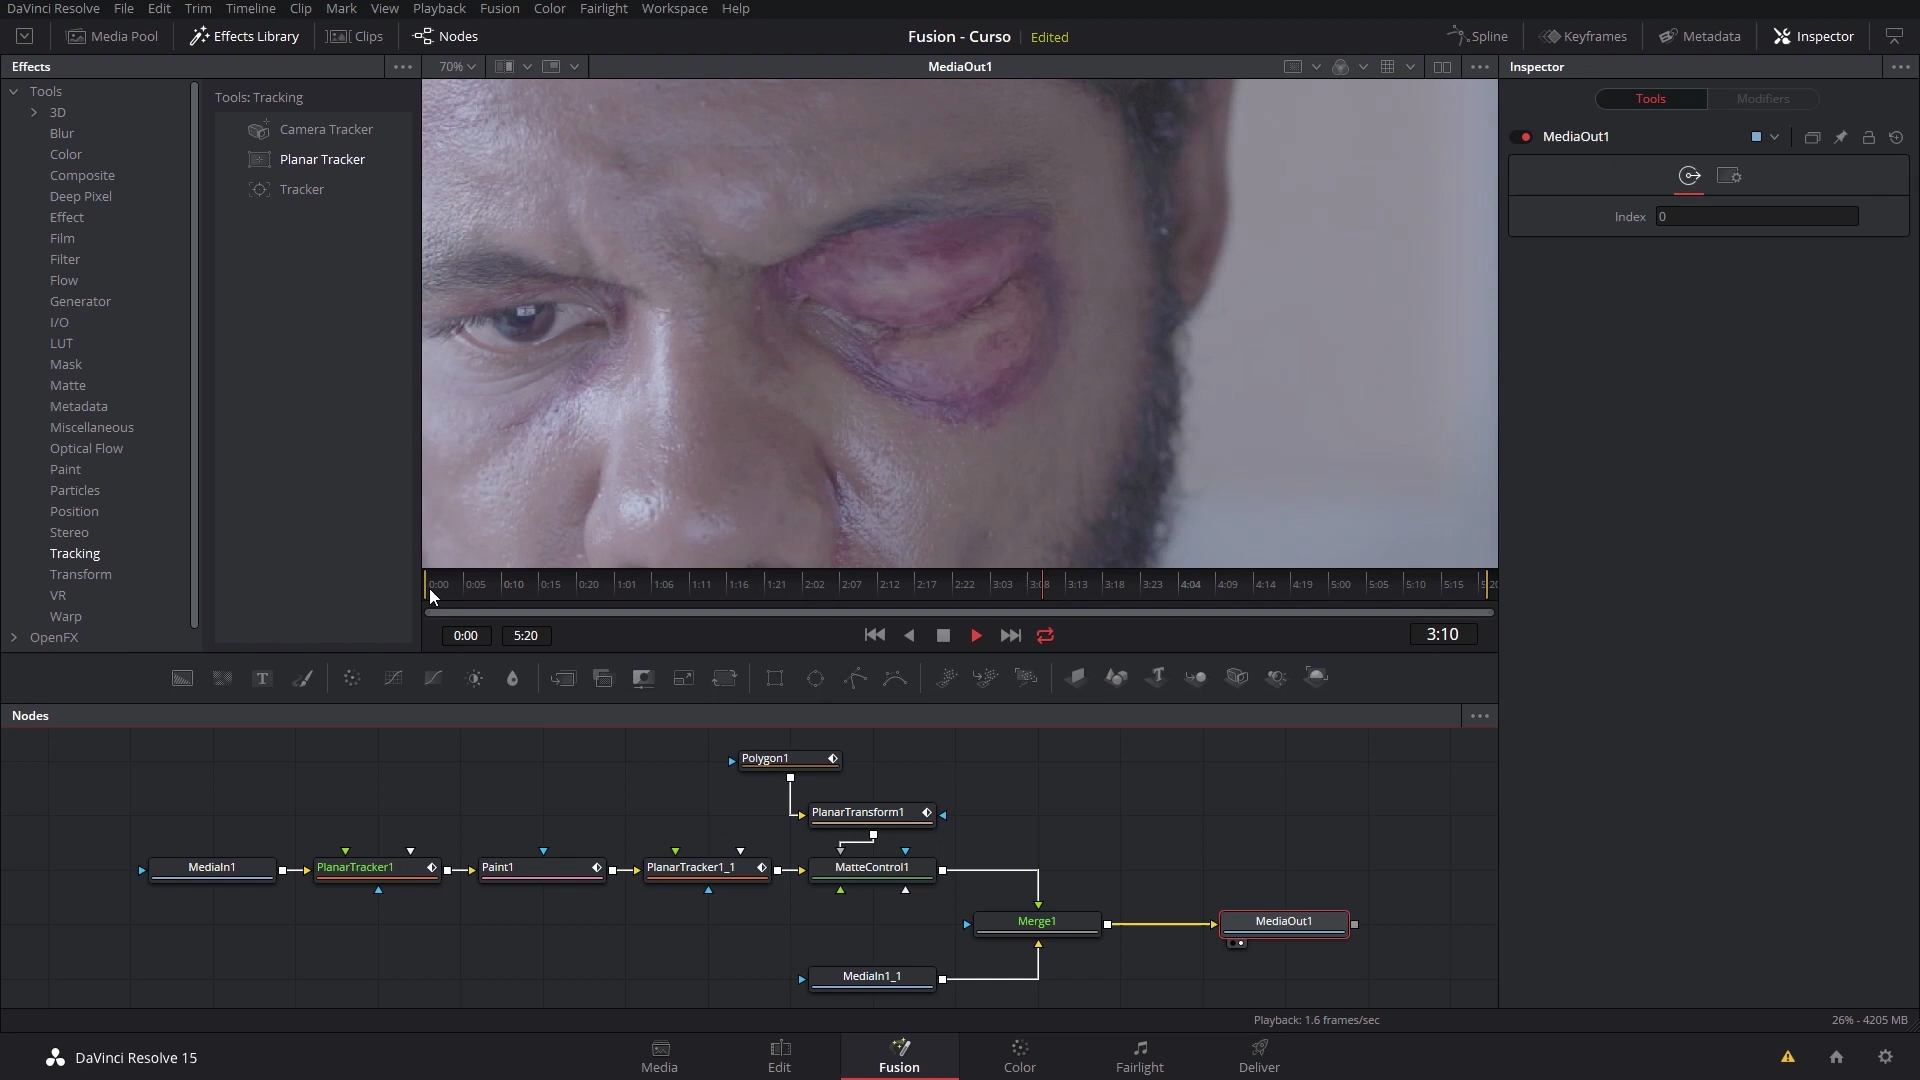 DaVinci Resolve File Edit Trim Timeline Clip Mark View Playback Fusion Color Fairlight Workspace Help
Media Pool Effects Library Clips Nodes Fusion - Curso Edited Spline Keyframes Metadata Inspector
Effects 70% MediaOut1 Inspector
Tools
3D
Blur
Color
Composite
Deep Pixel
Effect
Film
Filter
Flow
Generator
I/O
LUT
Mask
Matte
Metadata
Miscellaneous
Optical Flow
Paint
Particles
Position
Stereo
Tracking
Transform
VR
Warp
OpenFX
Tools: Tracking
Camera Tracker
Planar Tracker
Tracker
Tools Modifiers
MediaOut1
Index 0
0:00 0:05 0:10 0:15 0:20 1:01 1:06 1:11 1:16 1:21 2:02 2:07 2:12 2:17 2:22 3:03 3:08 3:13 3:18 3:23 4:04 4:09 4:14 4:19 5:00 5:05 5:10 5:15 5:20
0:00 5:20 3:10
Nodes
Polygon1
PlanarTransform1
MediaIn1 PlanarTracker1 Paint1 PlanarTracker1_1 MatteControl1
Merge1 MediaOut1
MediaIn1_1
Playback: 1.6 frames/sec 26% - 4205 MB
DaVinci Resolve 15 Media Edit Fusion Color Fairlight Deliver